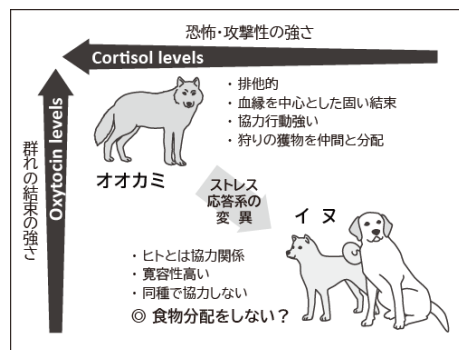 恐怖・攻撃性の強さ
Cortisol levels
群れの結束の強さ
Oxytocin levels
・排他的
・血縁を中心とした固い結束
・協力行動強い
・狩りの獲物を仲間と分配
オオカミ
ストレス
応答系の
変 異
イ ヌ
・ヒトとは協力関係
・寛容性高い
・同種で協力しない
◎ 食物分配をしない？